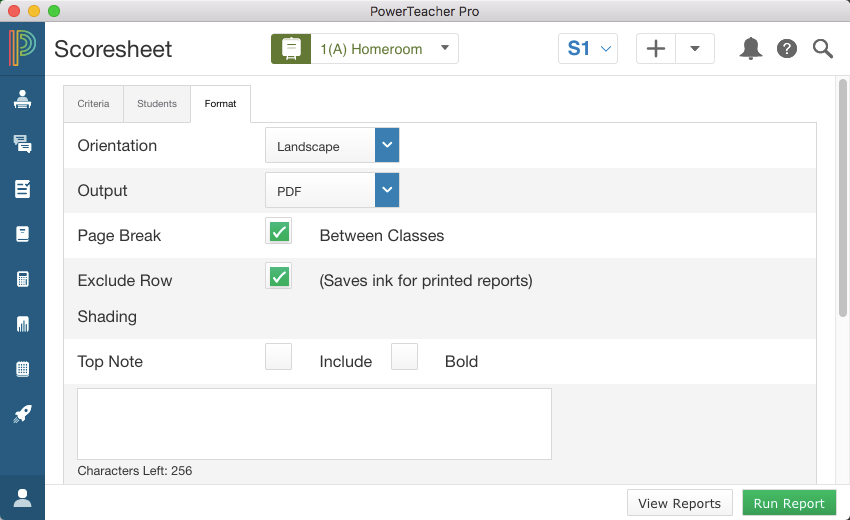 PowerTeacher Pro
Scoresheet
1(A) Homeroom
S1
Criteria
Students
Format
Orientation
Landscape
Output
PDF
Page Break
Between Classes
Exclude Row
Shading
(Saves ink for printed reports)
Top Note
Include
Bold
Characters Left: 256
View Reports
Run Report